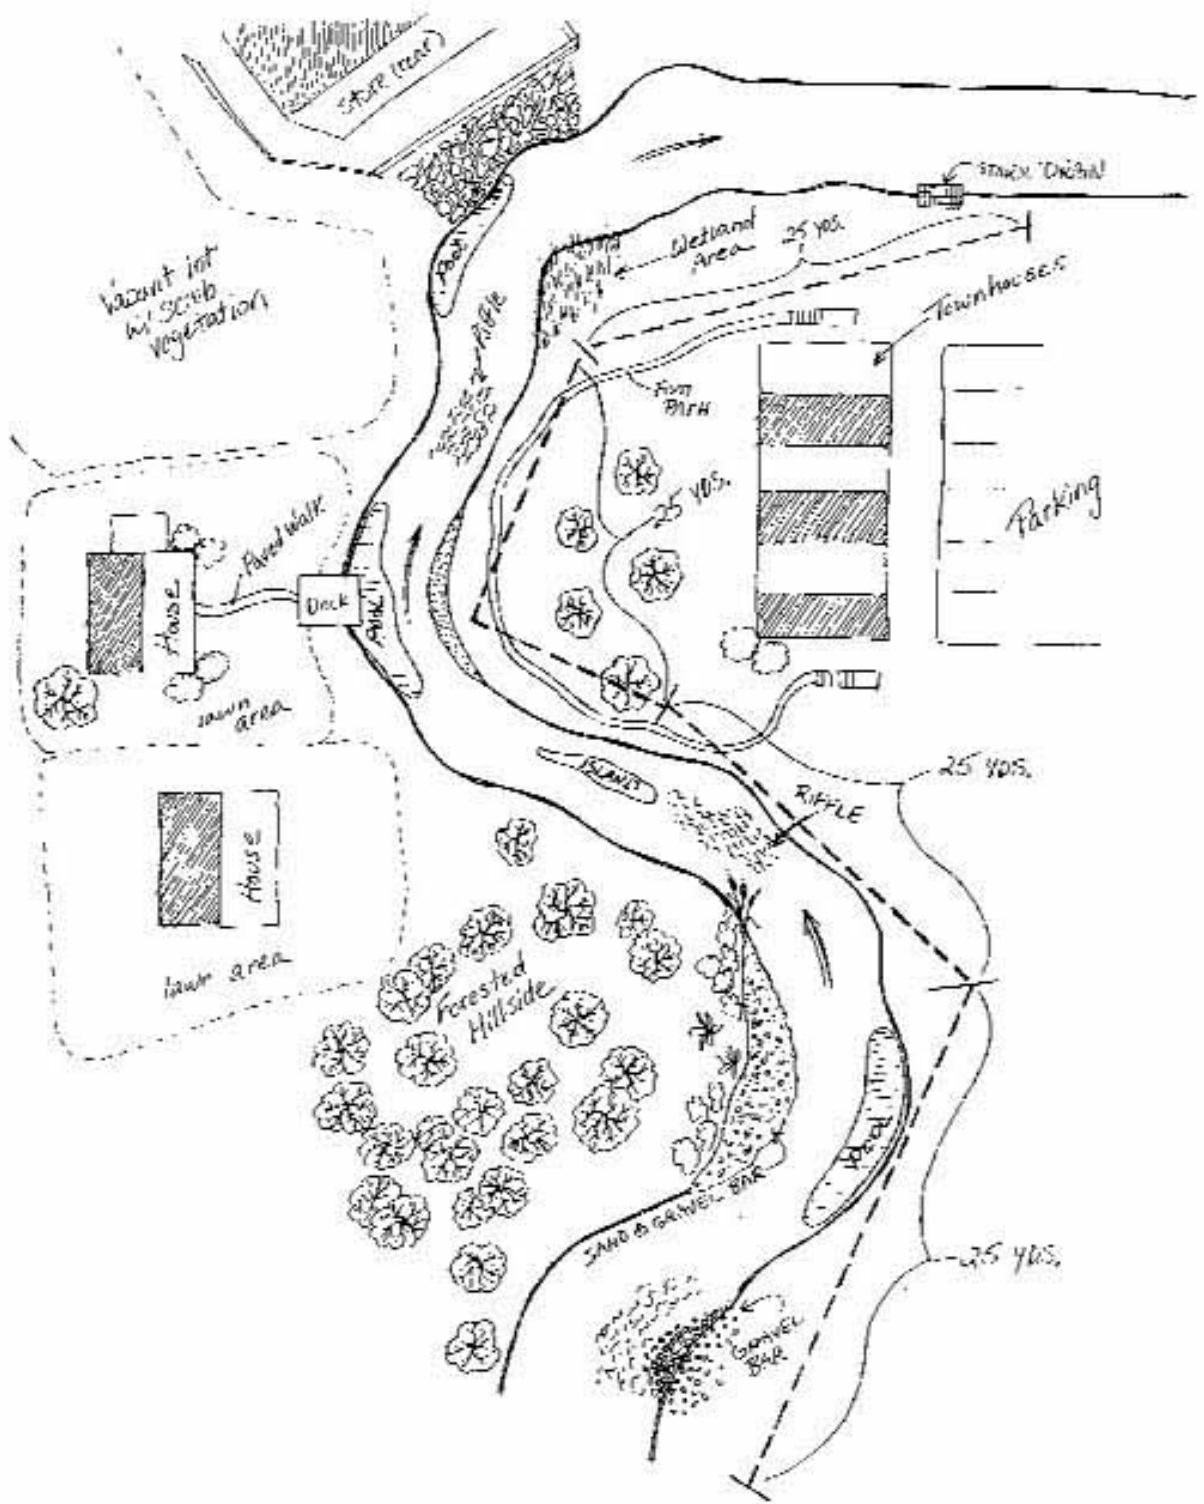 STORE (rear)
STORM DRAIN
Wetland
Area
25 YDS.
Pool
Townhouses
Vacant lot
w/ Scrub
vegetation
RIFFLE
FOOT
PATH
25 YDS.
Parking
Paved Walk
House
Dock
Pool
lawn
area
ISLAND
25 YDS.
RIFFLE
House
lawn area
Forested
Hillside
Pool
SAND & GRAVEL BAR
25 YDS.
GRAVEL
BAR